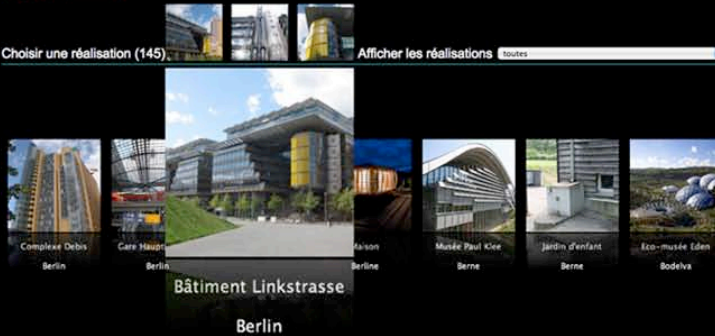 Choisir une réalisation (145)
Afficher les réalisations
toutes
Complexe Debis
Berlin
Gare Haupt
Berlin
Bâtiment Linkstrasse
Berlin
Maison
Berline
Musée Paul Klee
Berne
Jardin d'enfant
Berne
Eco-musée Eden
Bodelva